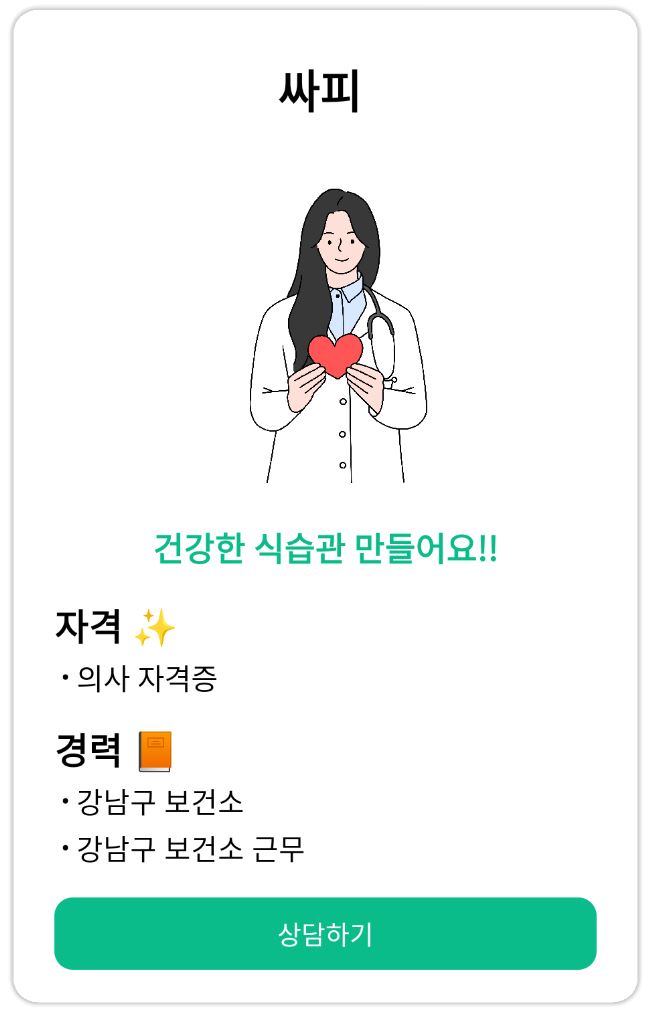 싸피
건강한 식습관 만들어요!!
자격 ✨
· 의사 자격증
경력 📙
· 강남구 보건소
· 강남구 보건소 근무
상담하기